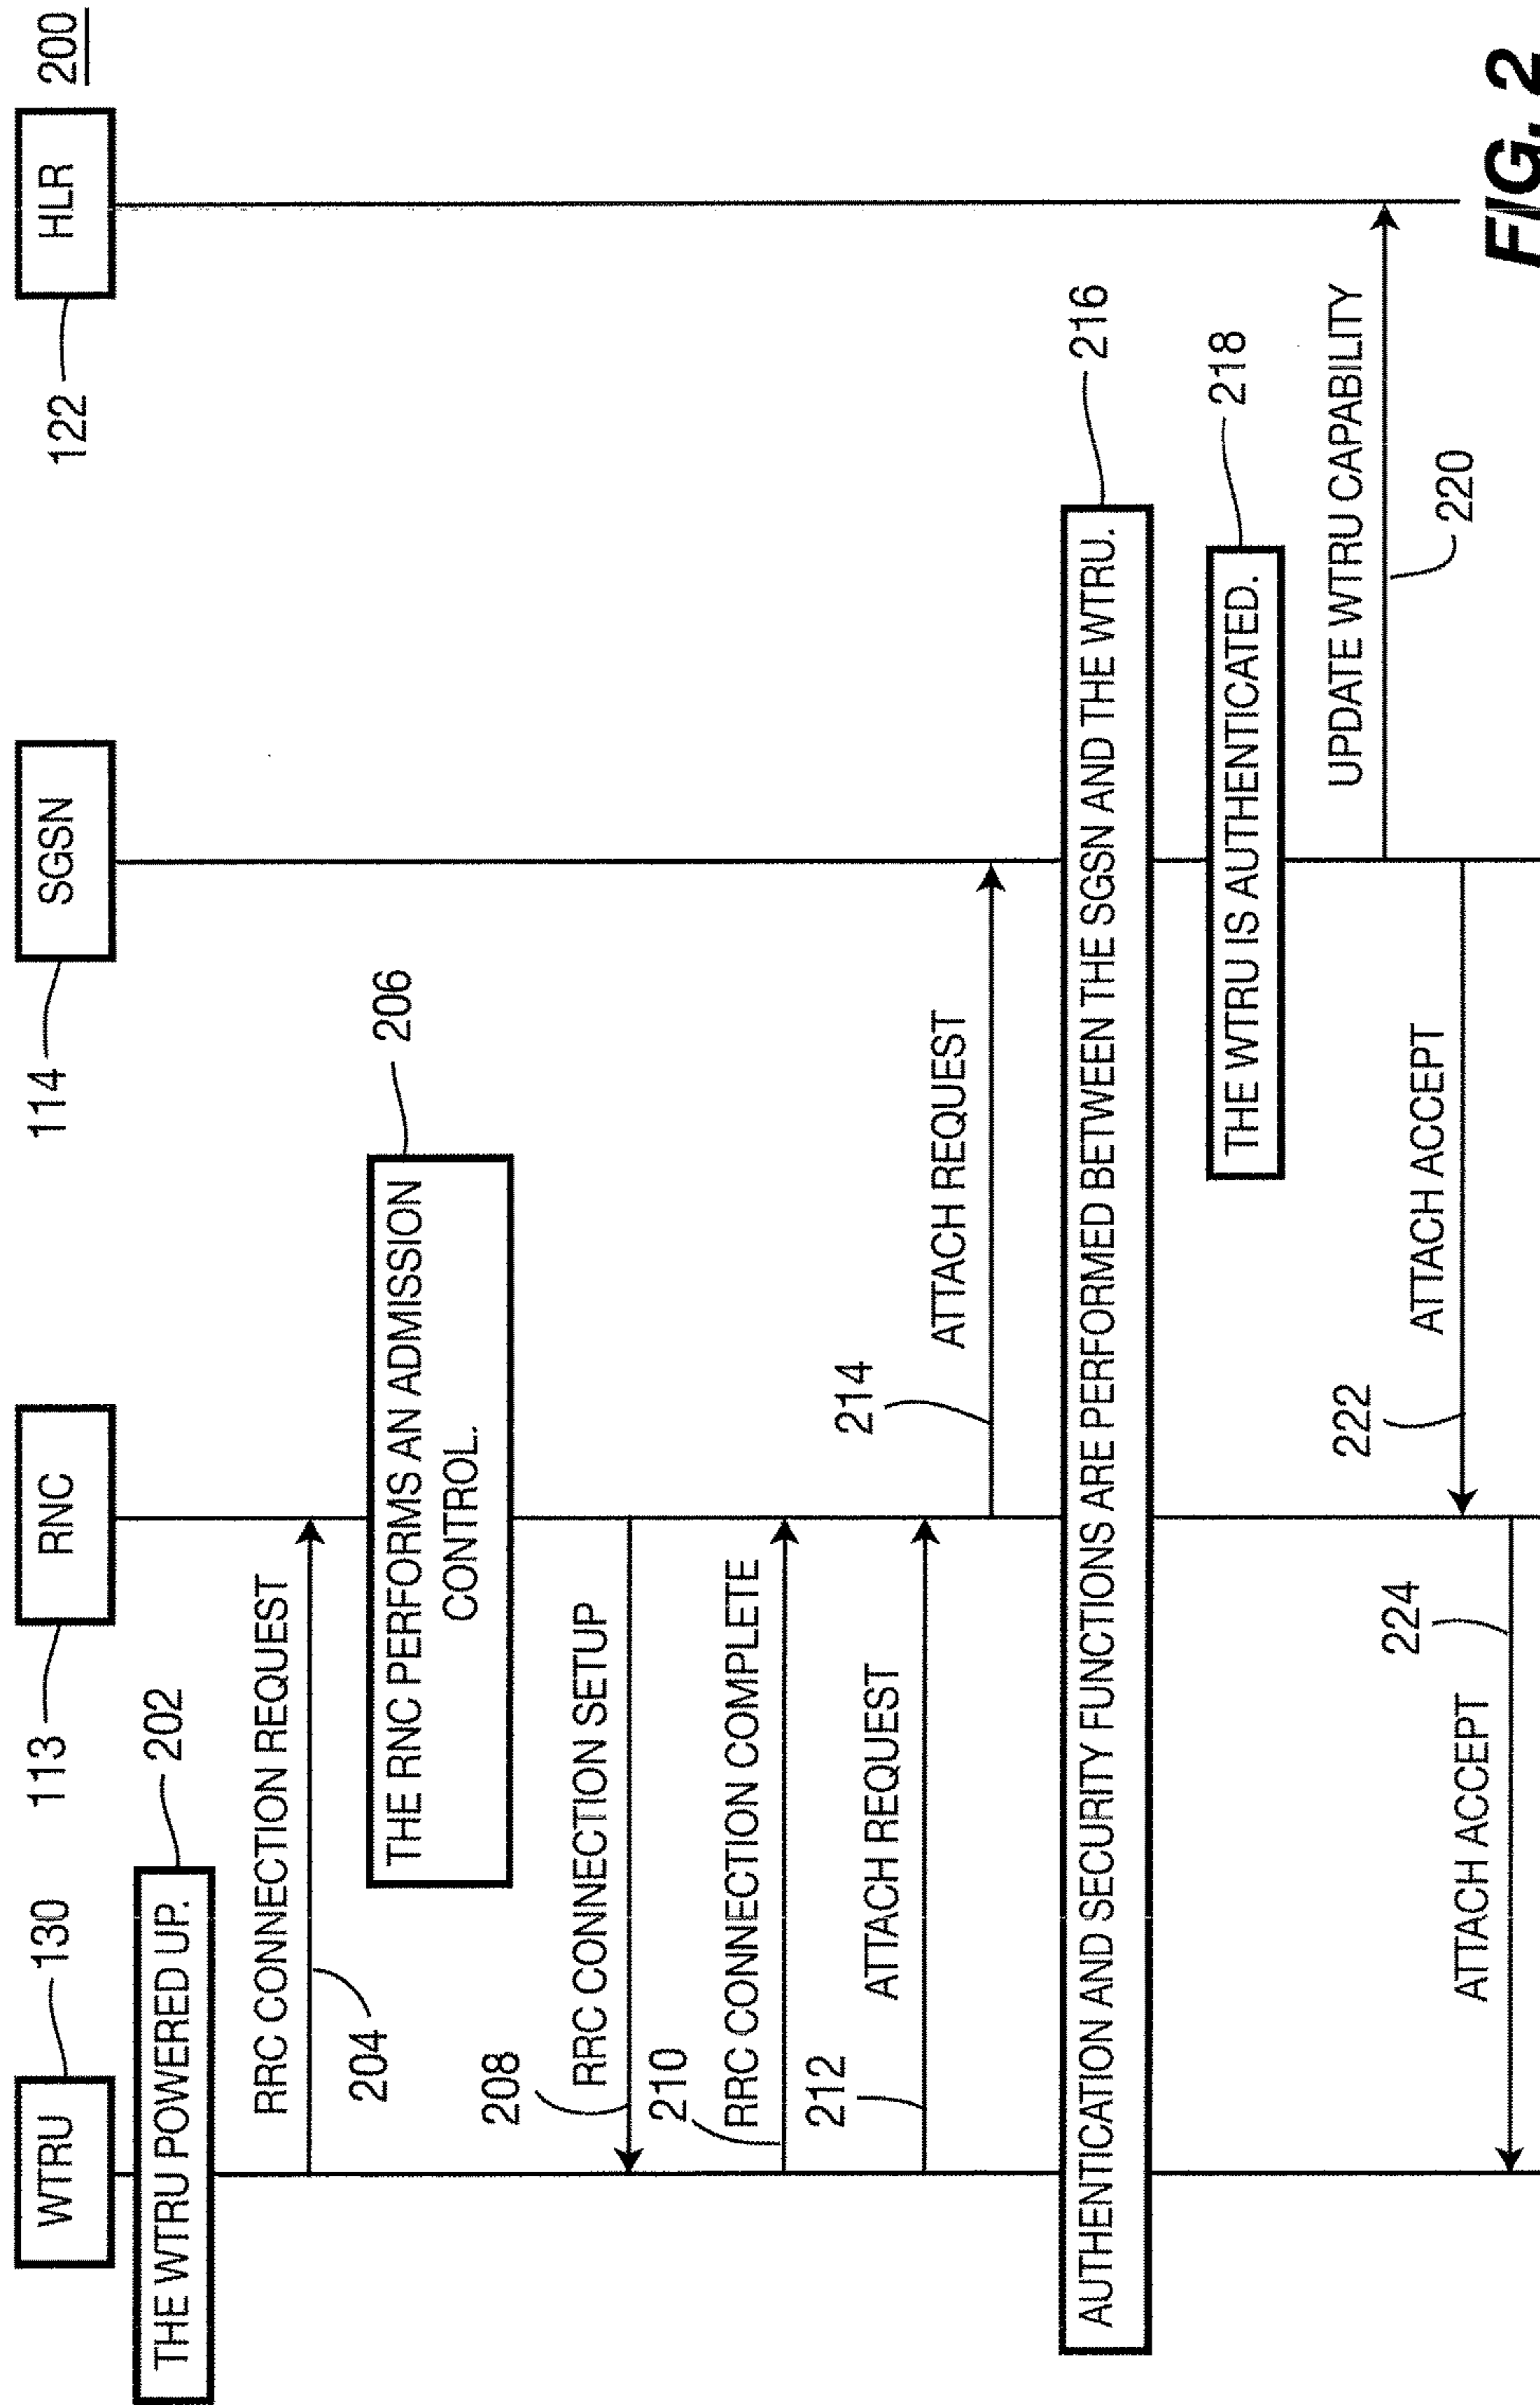 200
WTRU
130
RNC
113
SGSN
114
HLR
122
THE WTRU POWERED UP.
202
RRC CONNECTION REQUEST
204
THE RNC PERFORMS AN ADMISSION
CONTROL.
206
RRC CONNECTION SETUP
208
RRC CONNECTION COMPLETE
210
ATTACH REQUEST
212
ATTACH REQUEST
214
AUTHENTICATION AND SECURITY FUNCTIONS ARE PERFORMED BETWEEN THE SGSN AND THE WTRU.
216
THE WTRU IS AUTHENTICATED.
218
UPDATE WTRU CAPABILITY
220
ATTACH ACCEPT
222
ATTACH ACCEPT
224
FIG. 2